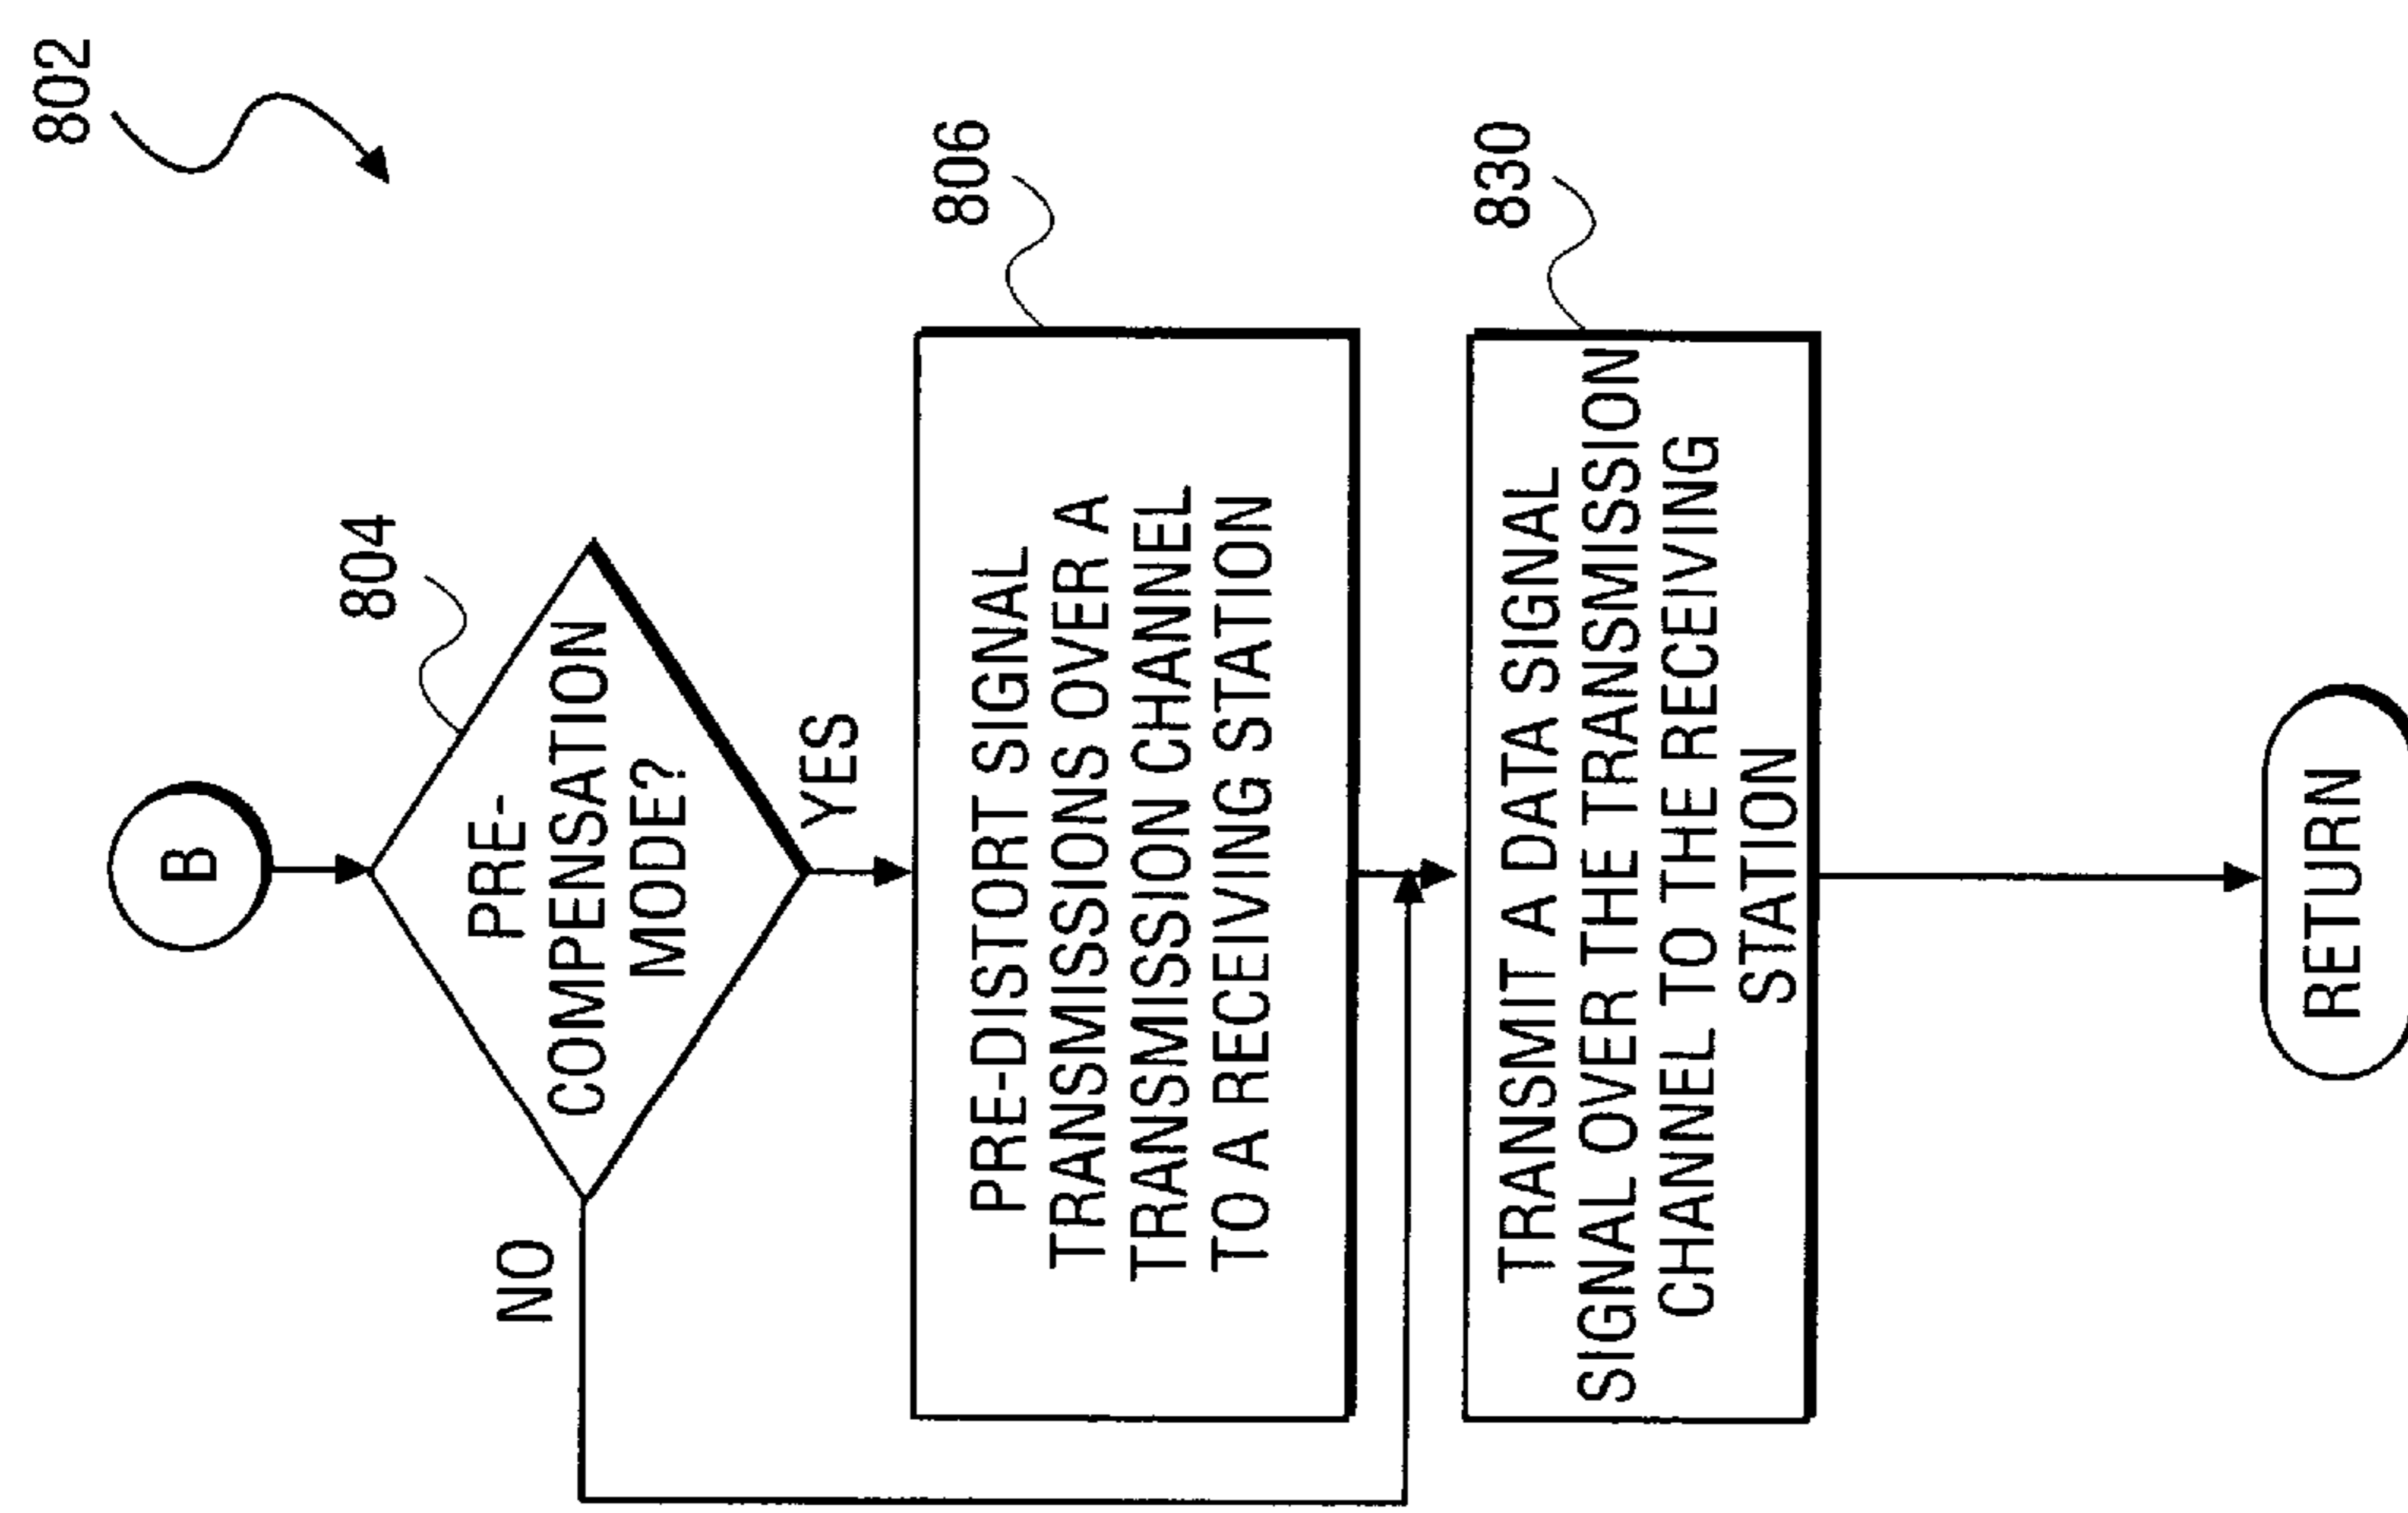 802
B
804
PRE-
COMPENSATION
MODE?
NO
YES
806
PRE-DISTORT SIGNAL
TRANSMISSIONS OVER A
TRANSMISSION CHANNEL
TO A RECEIVING STATION
830
TRANSMIT A DATA SIGNAL
SIGNAL OVER THE TRANSMISSION
CHANNEL TO THE RECEIVING
STATION
RETURN